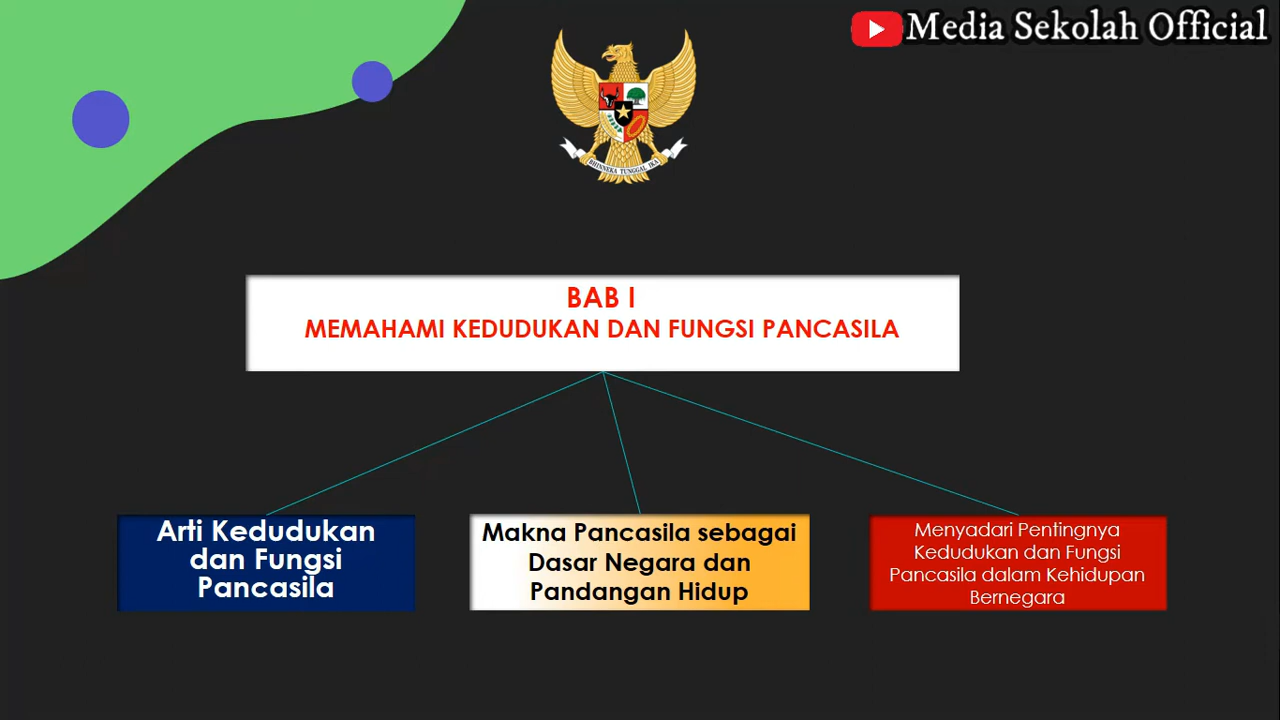 Media Sekolah Official
BHINNEKA TUNGGAL IKA
BAB I
MEMAHAMI KEDUDUKAN DAN FUNGSI PANCASILA
Arti Kedudukan
dan Fungsi
Pancasila
Makna Pancasila sebagai
Dasar Negara dan
Pandangan Hidup
Menyadari Pentingnya
Kedudukan dan Fungsi
Pancasila dalam Kehidupan
Bernegara